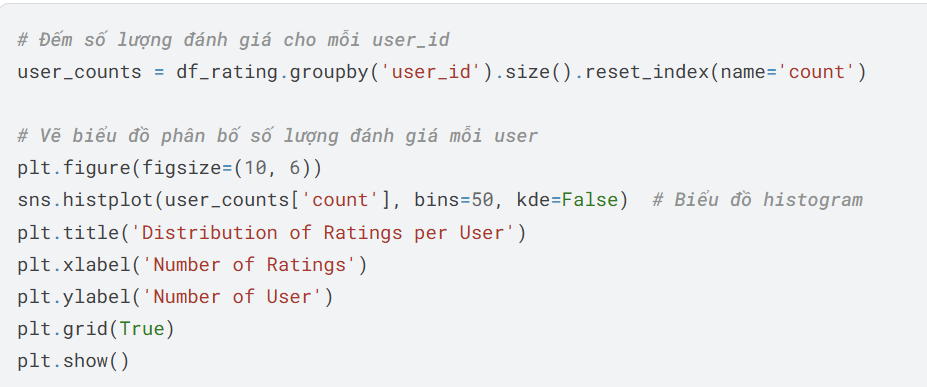 # Đếm số lượng đánh giá cho mỗi user_id
user_counts = df_rating.groupby('user_id').size().reset_index(name='count')
# Vẽ biểu đồ phân bố số lượng đánh giá mỗi user
plt.figure(figsize=(10, 6))
sns.histplot(user_counts['count'], bins=50, kde=False)  # Biểu đồ histogram
plt.title('Distribution of Ratings per User')
plt.xlabel('Number of Ratings')
plt.ylabel('Number of User')
plt.grid(True)
plt.show()